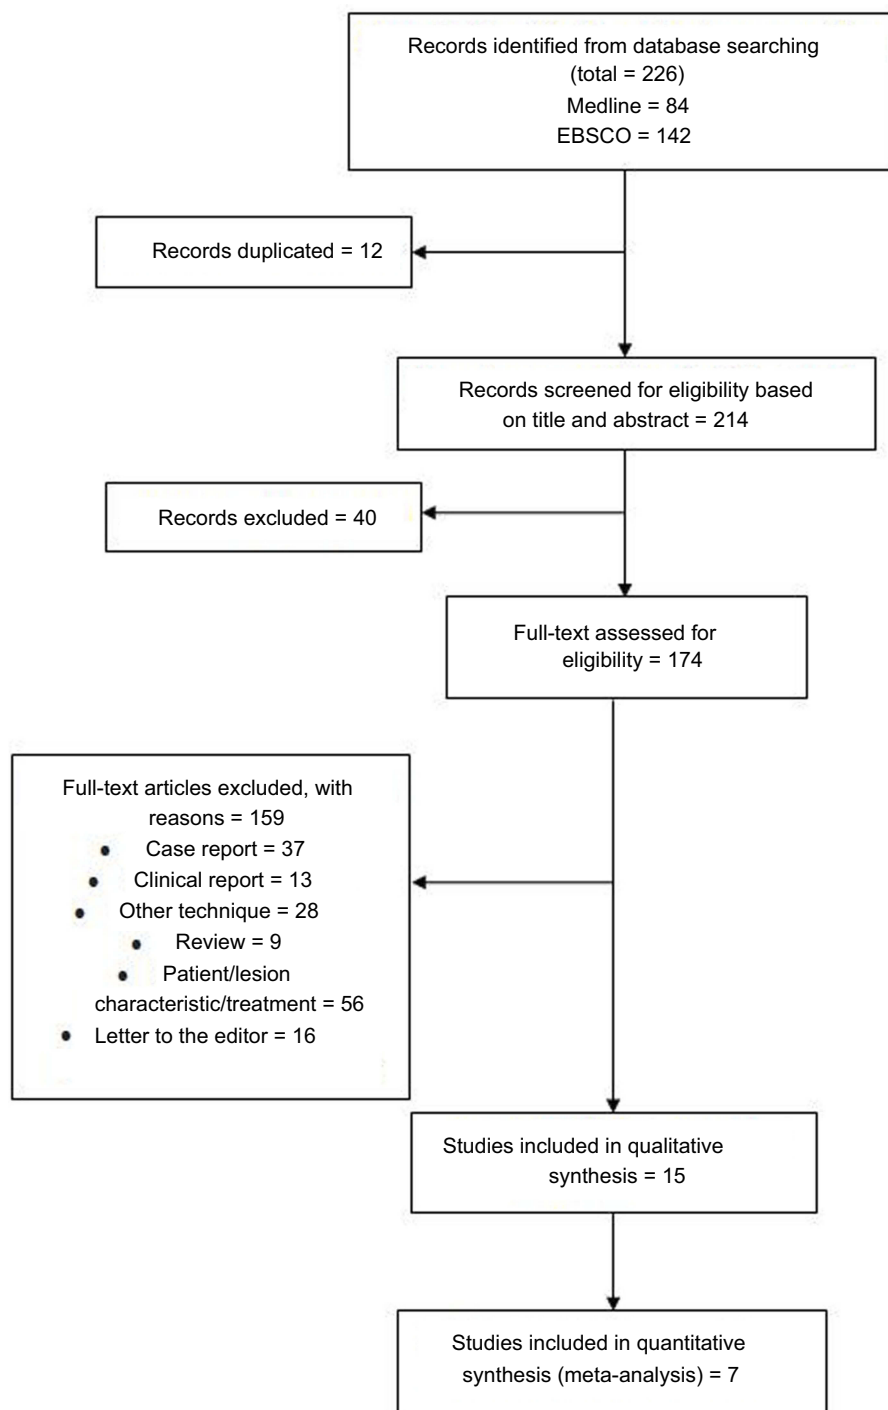 Records identified from database searching
(total = 226)
Medline = 84
EBSCO = 142
Records duplicated = 12
Records screened for eligibility based
on title and abstract = 214
Records excluded = 40
Full-text assessed for
eligibility = 174
Full-text articles excluded, with
reasons = 159
• Case report = 37
• Clinical report = 13
• Other technique = 28
• Review = 9
• Patient/lesion
characteristic/treatment = 56
• Letter to the editor = 16
Studies included in qualitative
synthesis = 15
Studies included in quantitative
synthesis (meta-analysis) = 7